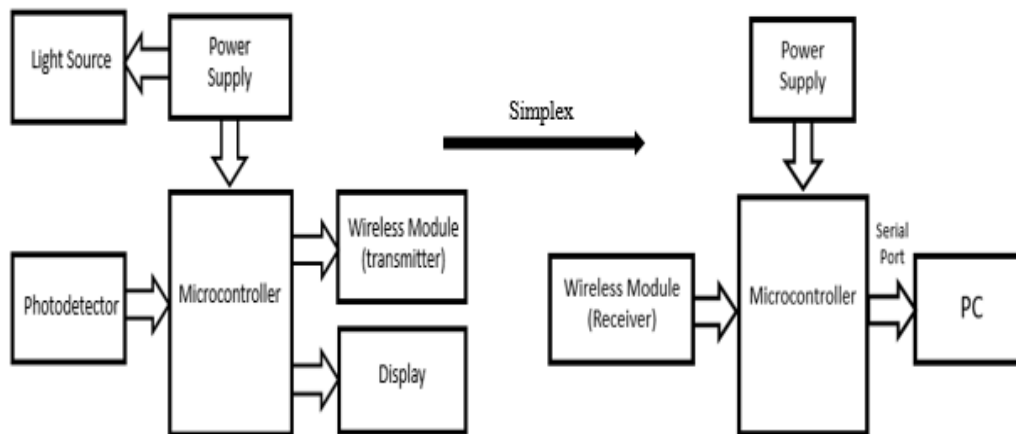 Light Source
Power
Supply
Photodetector
Microcontroller
Wireless Module
(transmitter)
Display
Simplex
Power
Supply
Wireless Module
(Receiver)
Microcontroller
Serial
Port
PC